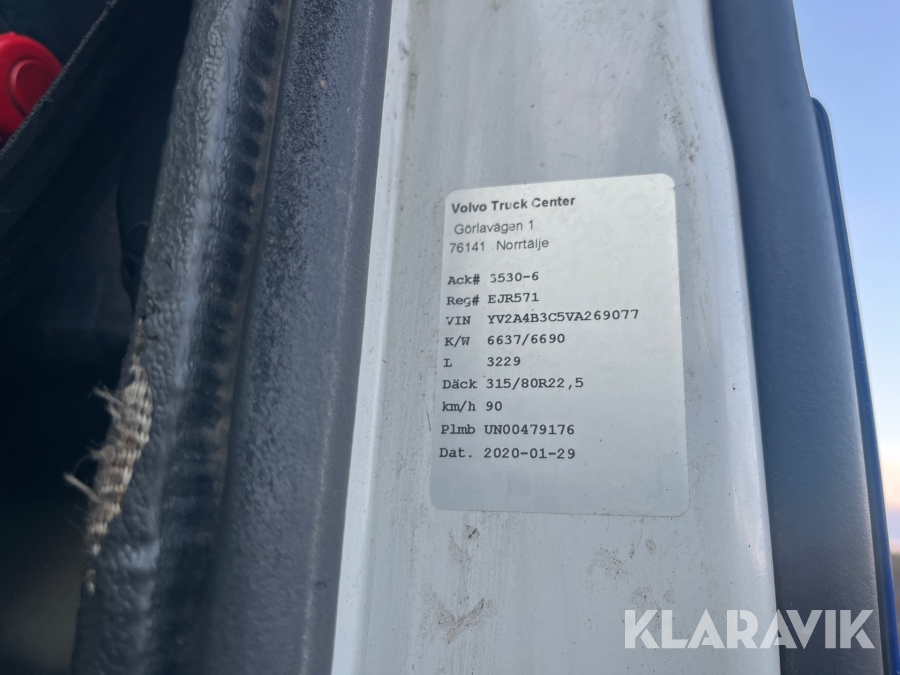 Volvo Truck Center
Görlavägen 1
76141 Norrtälje
Ack# 3530-6
Reg# EJR571
VIN YV2A4B3C5VA269077
K/W 6637/6690
L 3229
Däck 315/80R22,5
km/h 90
Plmb UN00479176
Dat. 2020-01-29
KLARAVIK